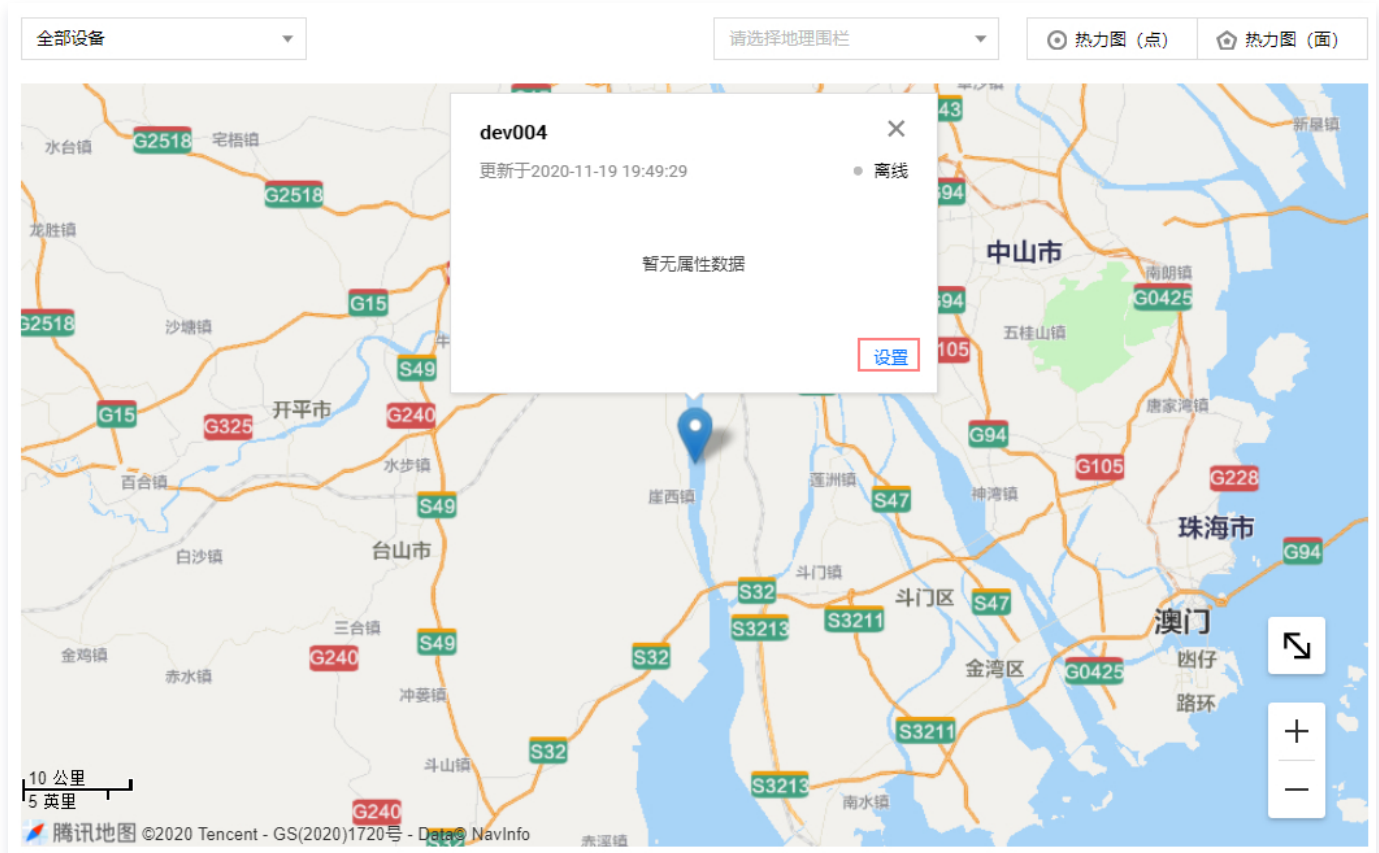 全部设备
请选择地理围栏
热力图（点）
热力图（面）
dev004
更新于2020-11-19 19:49:29
离线
暂无属性数据
设置
水台镇
G2518
宅梧镇
G2518
新垦镇
龙胜镇
中山市
南朗镇
G0425
G15
沙塘镇
五桂山镇
S49
G15
G325
开平市
G240
唐家湾镇
G94
水步镇
百合镇
G105
G228
崖西镇
莲洲镇
S47
神湾镇
S49
珠海市
G94
白沙镇
台山市
斗门镇
S32
斗门区
S47
S3213
S3211
澳门
三合镇
S49
G240
金鸡镇
赤水镇
S32
金湾区
G0425
氹仔
路环
冲蒌镇
S3211
S32
斗山镇
S3213
南水镇
10 公里
5 英里
G240
腾讯地图 ©2020 Tencent - GS(2020)1720号 - Data© NavInfo
S32
赤溪镇